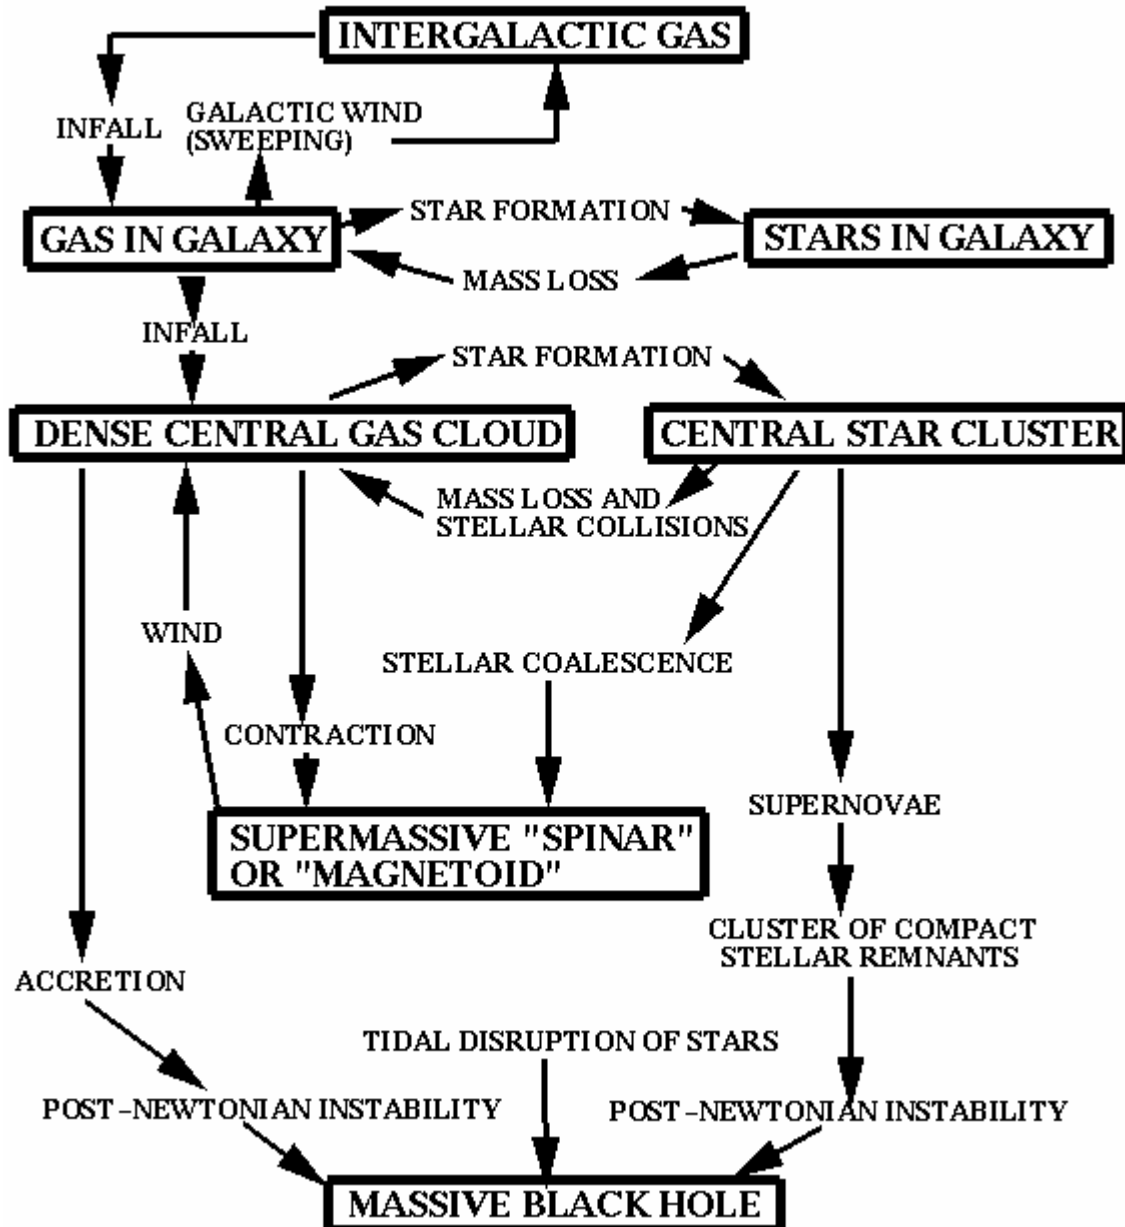 INTERGALACTIC GAS
INFALL
GALACTIC WIND
(SWEEPING)
GAS IN GALAXY
STAR FORMATION
STARS IN GALAXY
MASS LOSS
INFALL
STAR FORMATION
DENSE CENTRAL GAS CLOUD
CENTRAL STAR CLUSTER
MASS LOSS AND
STELLAR COLLISIONS
WIND
STELLAR COALESCENCE
CONTRACTION
SUPERMASSIVE "SPINAR"
OR "MAGNETOID"
SUPERNOVAE
CLUSTER OF COMPACT
STELLAR REMNANTS
ACCRETION
TIDAL DISRUPTION OF STARS
POST-NEWTONIAN INSTABILITY
POST-NEWTONIAN INSTABILITY
MASSIVE BLACK HOLE